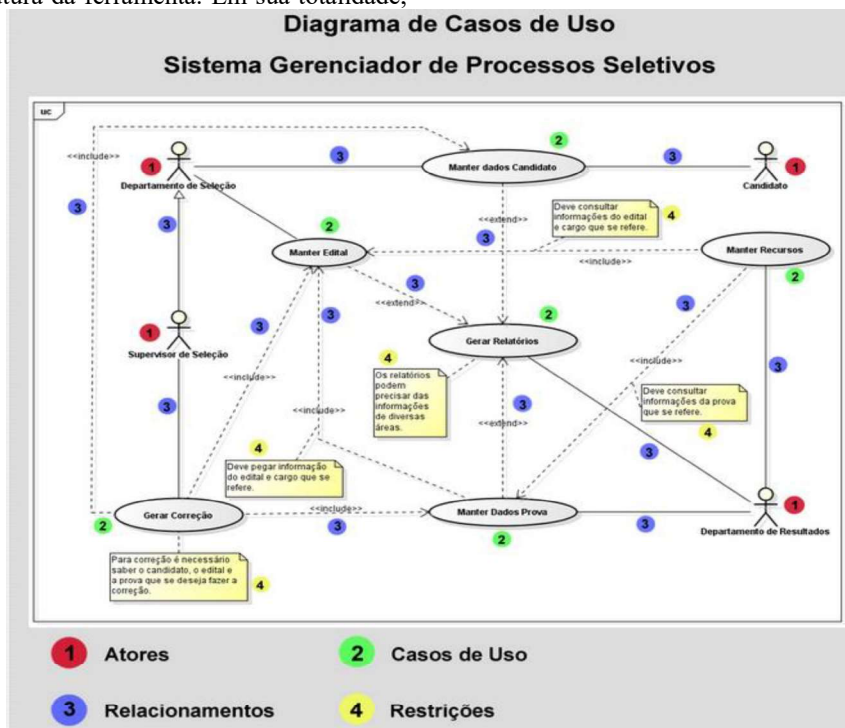 utura da ferramenta. Em sua totalidade,
Diagrama de Casos de Uso
Sistema Gerenciador de Processos Seletivos
uc
<<include>>
1
Departamento de Seleção
3
2
Manter dados Candidato
3
1
Candidato
3
3
<<extend>>
3
Deve consultar
informações do edital
e cargo que se refere.
4
2
Manter Edital
Manter Recursos
2
<<include>>
3
<<extend>>
3
3
3
2
Gerar Relatórios
1
Supervisor de Seleção
<<include>>
<<include>>
3
4
Os relatórios
podem
precisar das
informações
de diversas
áreas.
<<include>>
3
Deve consultar
informações da prova
que se refere.
4
3
<<extend>>
<<include>>
3
3
4
Deve pegar informação
do edital e cargo que se
refere.
2
Gerar Correção
<<include>>
3
Manter Dados Prova
2
3
1
Departamento de Resultados
Para correção é necessário
saber o candidato, o edital e
a prova que se deseja fazer a
correção.
4
1 Atores
2 Casos de Uso
3 Relacionamentos
4 Restrições